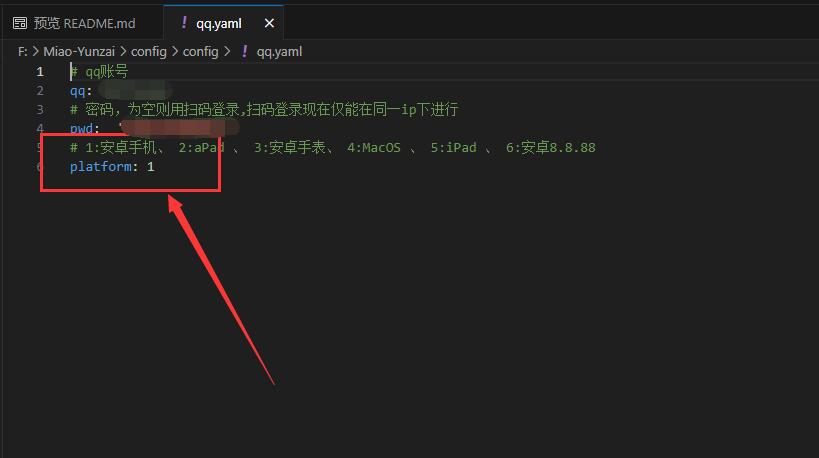 预览 README.md
! qq.yaml ×
F: > Miao-Yunzai > config > config > ! qq.yaml
1 # qq账号
2 qq:
3 # 密码，为空则用扫码登录,扫码登录现在仅能在同一ip下进行
4 pwd: '
5 # 1:安卓手机、 2:aPad 、 3:安卓手表、 4:MacOS 、 5:iPad 、 6:安卓8.8.88
6 platform: 1